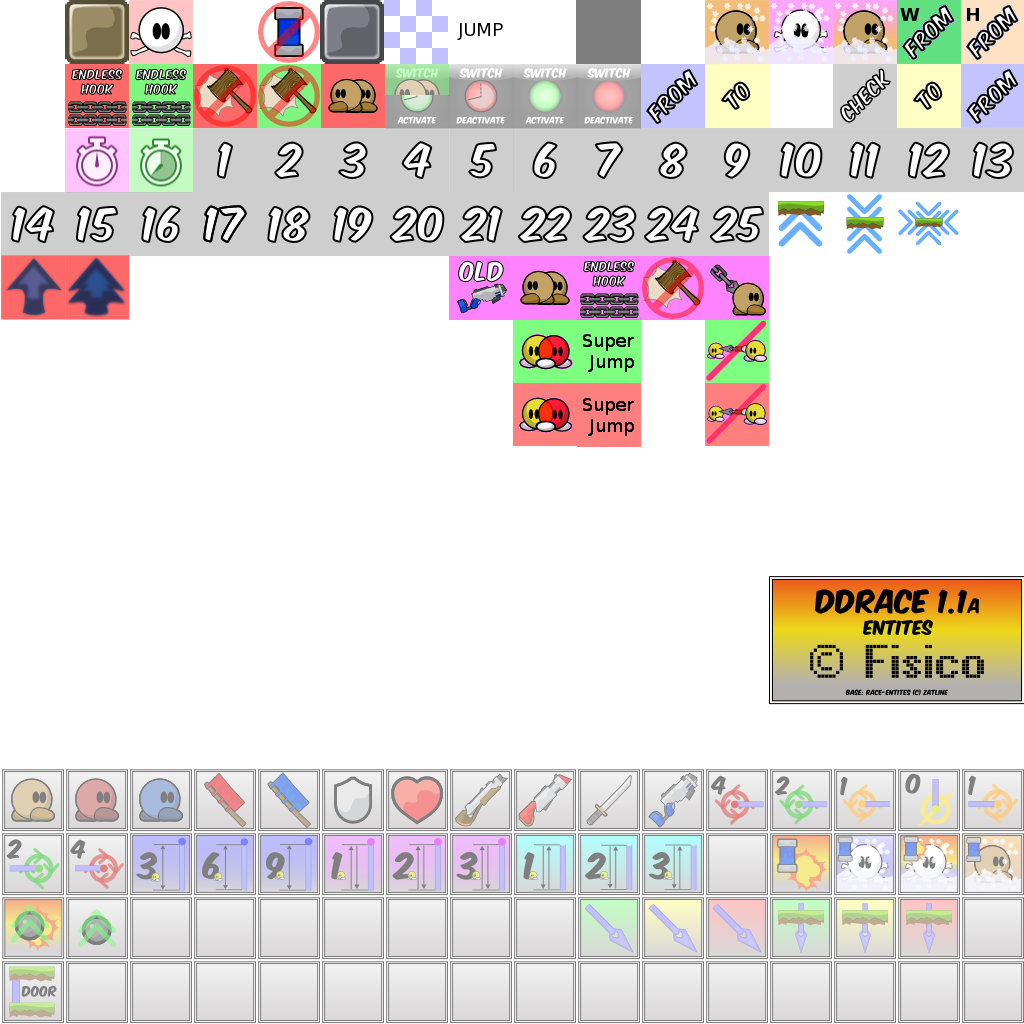 JUMP
W FROM
H FROM
ENDLESS HOOK
ENDLESS HOOK
SWITCH ACTIVATE
SWITCH DEACTIVATE
SWITCH ACTIVATE
SWITCH DEACTIVATE
FROM
TO
CHECK
TO
FROM
1 2 3 4 5 6 7 8 9 10 11 12 13
14 15 16 17 18 19 20 21 22 23 24 25
OLD
ENDLESS HOOK
Super Jump
Super Jump
DDRACE 1.1A
ENTITES
© Fisico
BASE: RACE-ENTITES (C) ZATLINE
4 2 1 0 1
2 4 3 6 9 1 2 3 1 2 3
DOOR